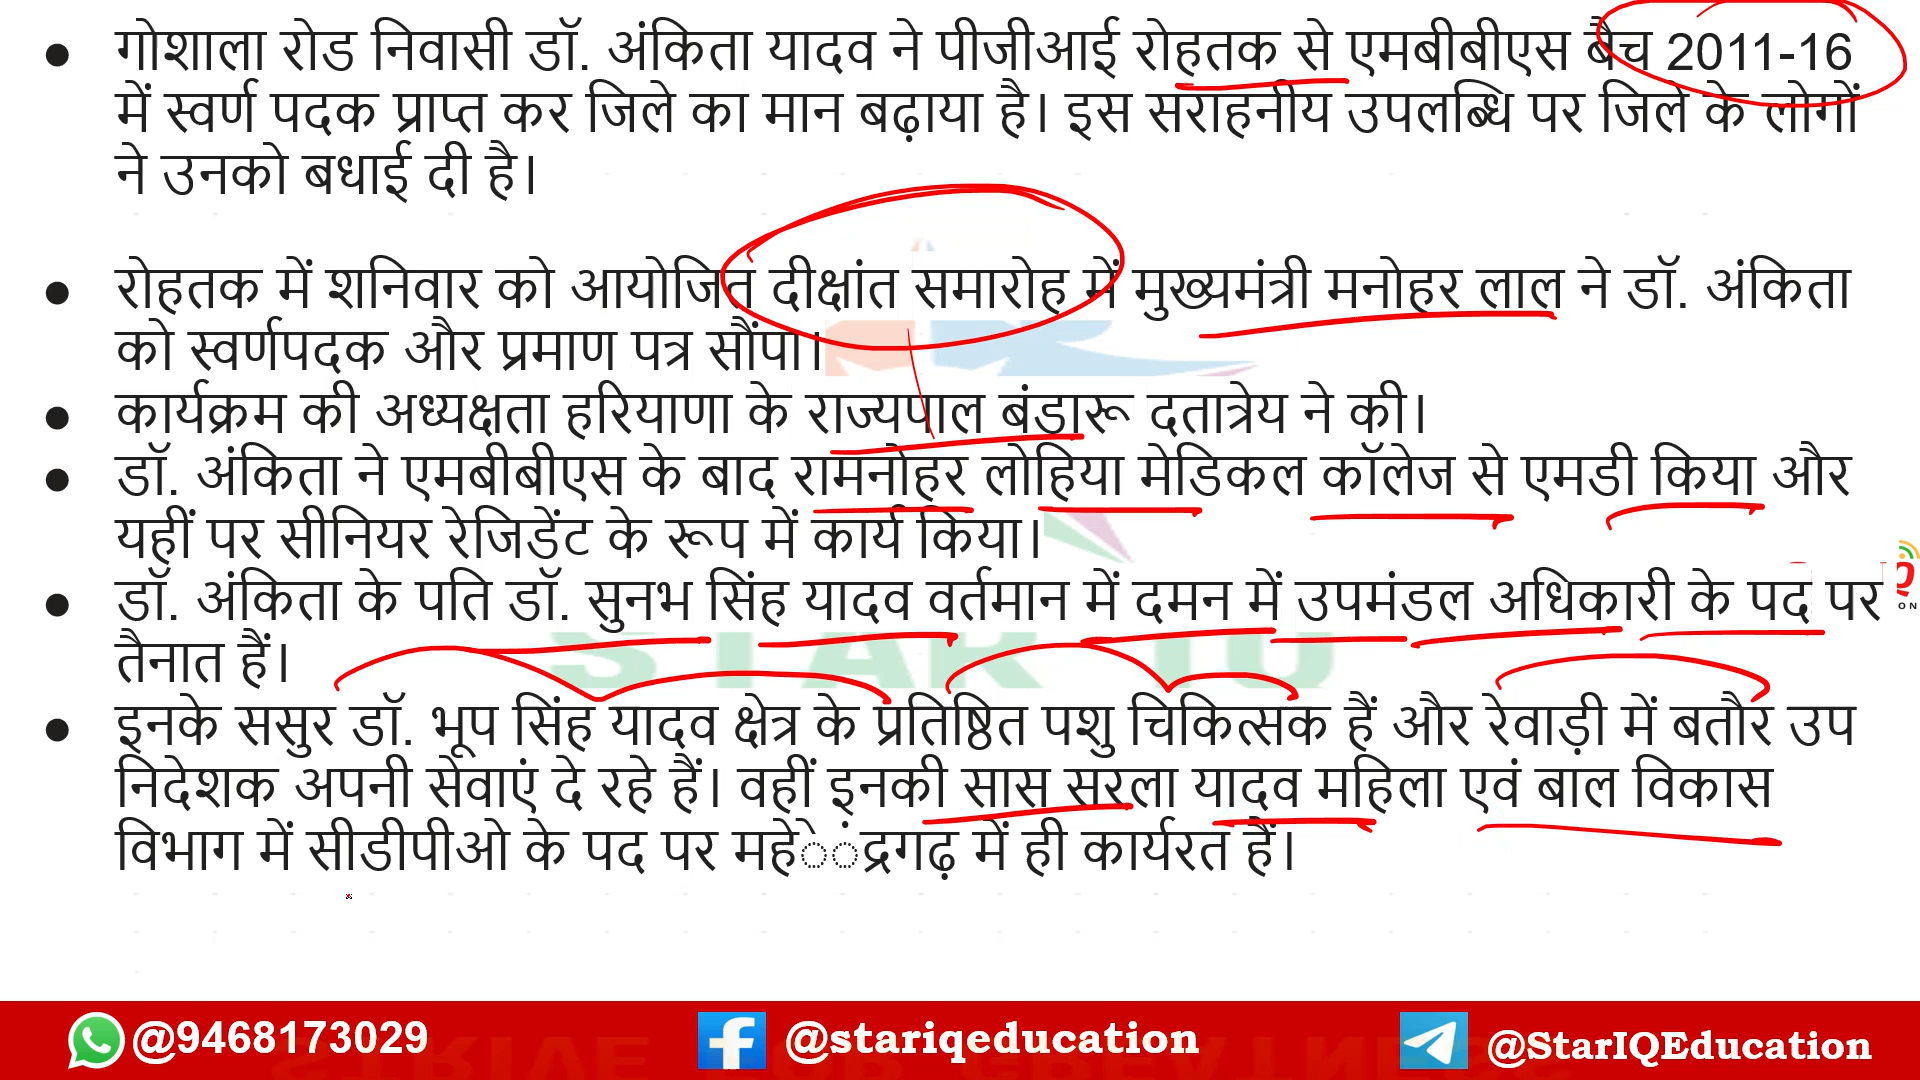 ● गोशाला रोड निवासी डॉ. अंकिता यादव ने पीजीआई रोहतक से एमबीबीएस बैच 2011-16
में स्वर्ण पदक प्राप्त कर जिले का मान बढ़ाया है। इस सराहनीय उपलब्धि पर जिले के लोगों
ने उनको बधाई दी है।
● रोहतक में शनिवार को आयोजित दीक्षांत समारोह में मुख्यमंत्री मनोहर लाल ने डॉ. अंकिता
को स्वर्णपदक और प्रमाण पत्र सौंपा।
● कार्यक्रम की अध्यक्षता हरियाणा के राज्यपाल बंडारू दतात्रेय ने की।
● डॉ. अंकिता ने एमबीबीएस के बाद रामनोहर लोहिया मेडिकल कॉलेज से एमडी किया और
यहीं पर सीनियर रेजिडेंट के रूप में कार्य किया।
● डॉ. अंकिता के पति डॉ. सुनभ सिंह यादव वर्तमान में दमन में उपमंडल अधिकारी के पद पर
तैनात हैं।
STAR IQ
● इनके ससुर डॉ. भूप सिंह यादव क्षेत्र के प्रतिष्ठित पशु चिकित्सक हैं और रेवाड़ी में बतौर उप
निदेशक अपनी सेवाएं दे रहे हैं। वहीं इनकी सास सरला यादव महिला एवं बाल विकास
विभाग में सीडीपीओ के पद पर महेे ंद्रगढ़ में ही कार्यरत हैं।
@9468173029 @stariqeducation @StarIQEducation